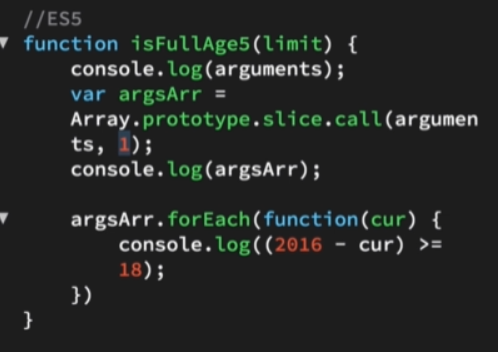 //ES5
function isFullAge5(limit) {
console.log(arguments);
var argsArr =
Array.prototype.slice.call(argumen
ts, 1);
console.log(argsArr);
argsArr.forEach(function(cur) {
console.log((2016 - cur) >=
18);
})
}